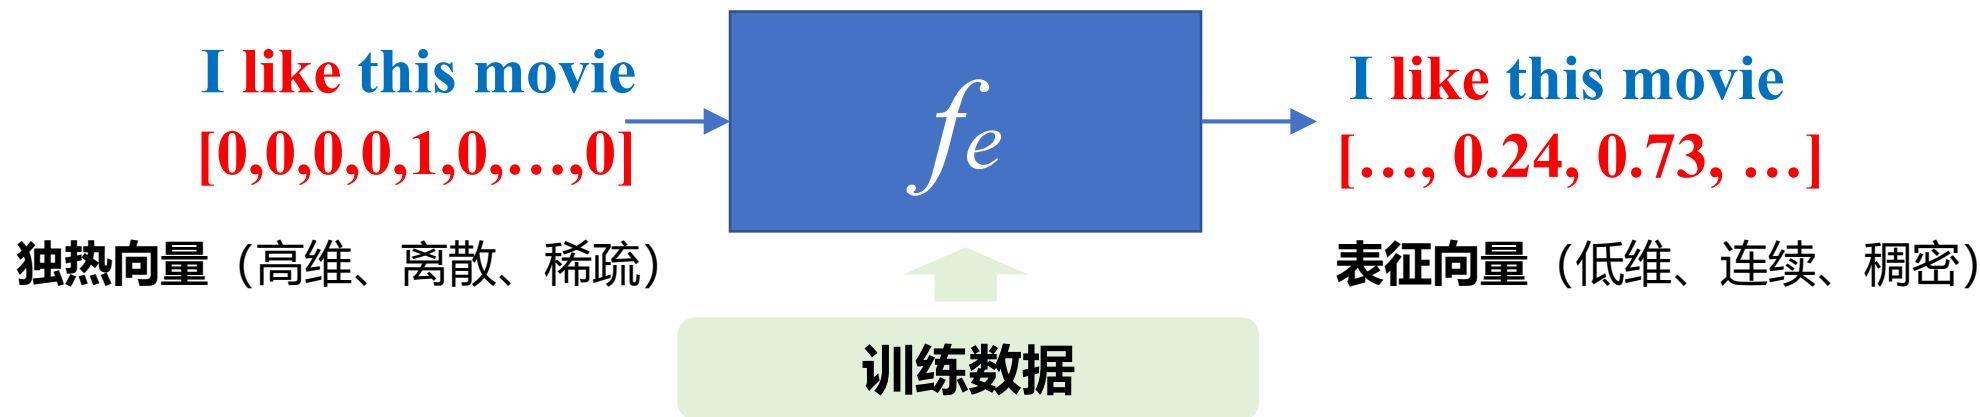 I like this movie
[0,0,0,0,1,0,…,0]
独热向量（高维、离散、稀疏）
fe
I like this movie
[…, 0.24, 0.73, …]
表征向量（低维、连续、稠密）
训练数据